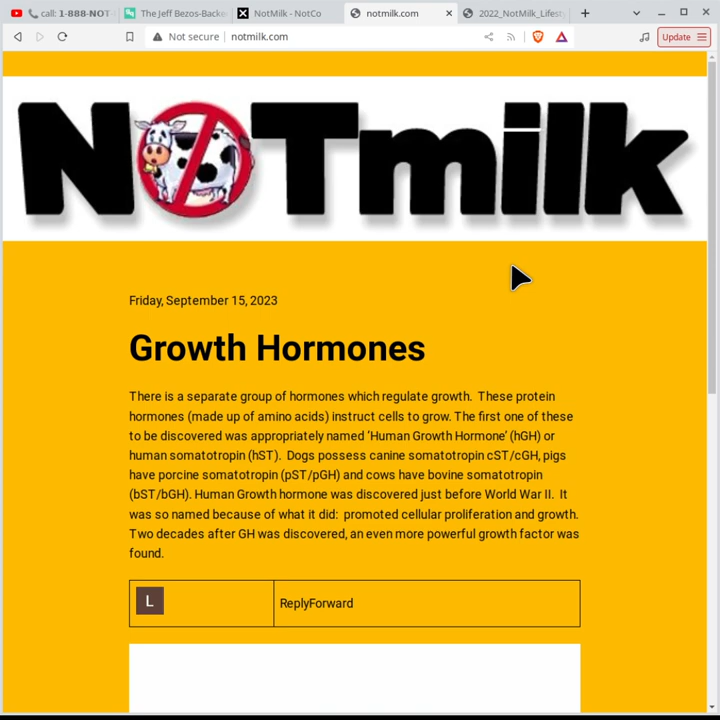 call: 1-888-NOT
The Jeff Bezos-Backe
NotMilk - NotCo
notmilk.com
2022_NotMilk_Lifest
Not secure
notmilk.com
Update
NOTmilk
Friday, September 15, 2023
Growth Hormones
There is a separate group of hormones which regulate growth.  These protein
hormones (made up of amino acids) instruct cells to grow. The first one of these
to be discovered was appropriately named ‘Human Growth Hormone’ (hGH) or
human somatotropin (hST).  Dogs possess canine somatotropin cST/cGH, pigs
have porcine somatotropin (pST/pGH) and cows have bovine somatotropin
(bST/bGH). Human Growth hormone was discovered just before World War II.  It
was so named because of what it did:  promoted cellular proliferation and growth.
Two decades after GH was discovered, an even more powerful growth factor was
found.
L
ReplyForward